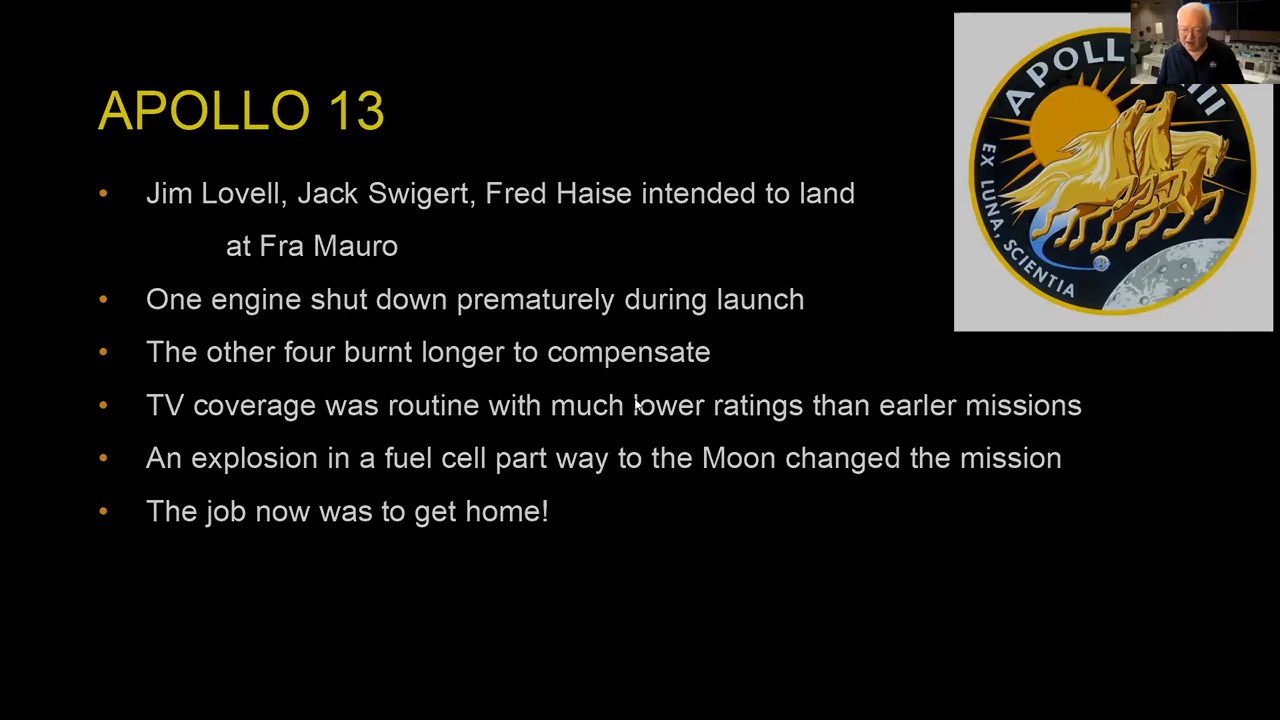 APOLLO 13
• Jim Lovell, Jack Swigert, Fred Haise intended to land
at Fra Mauro
• One engine shut down prematurely during launch
• The other four burnt longer to compensate
• TV coverage was routine with much lower ratings than earler missions
• An explosion in a fuel cell part way to the Moon changed the mission
• The job now was to get home!
APOLL III
EX LUNA, SCIENTIA